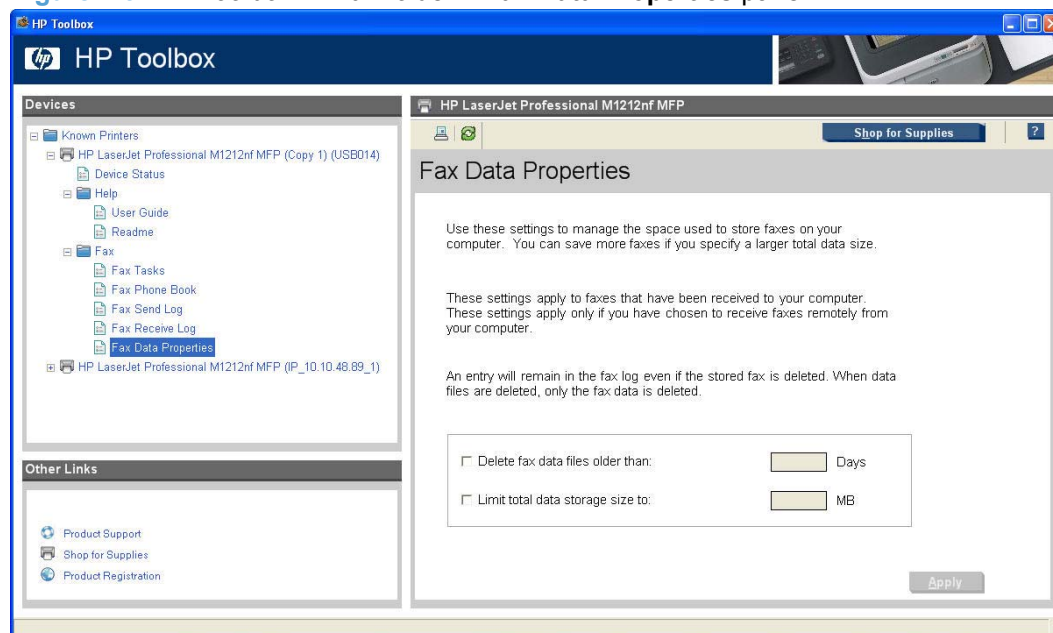 HP Toolbox
hp HP Toolbox
Devices
Known Printers
HP LaserJet Professional M1212nf MFP (Copy 1) (USB014)
Device Status
Help
User Guide
Readme
Fax
Fax Tasks
Fax Phone Book
Fax Send Log
Fax Receive Log
Fax Data Properties
HP LaserJet Professional M1212nf MFP (IP_10.10.48.89_1)
Other Links
Product Support
Shop for Supplies
Product Registration
HP LaserJet Professional M1212nf MFP
Shop for Supplies
?
Fax Data Properties
Use these settings to manage the space used to store faxes on your
computer. You can save more faxes if you specify a larger total data size.
These settings apply to faxes that have been received to your computer.
These settings apply only if you have chosen to receive faxes remotely from
your computer.
An entry will remain in the fax log even if the stored fax is deleted. When data
files are deleted, only the fax data is deleted.
Delete fax data files older than: Days
Limit total data storage size to: MB
Apply